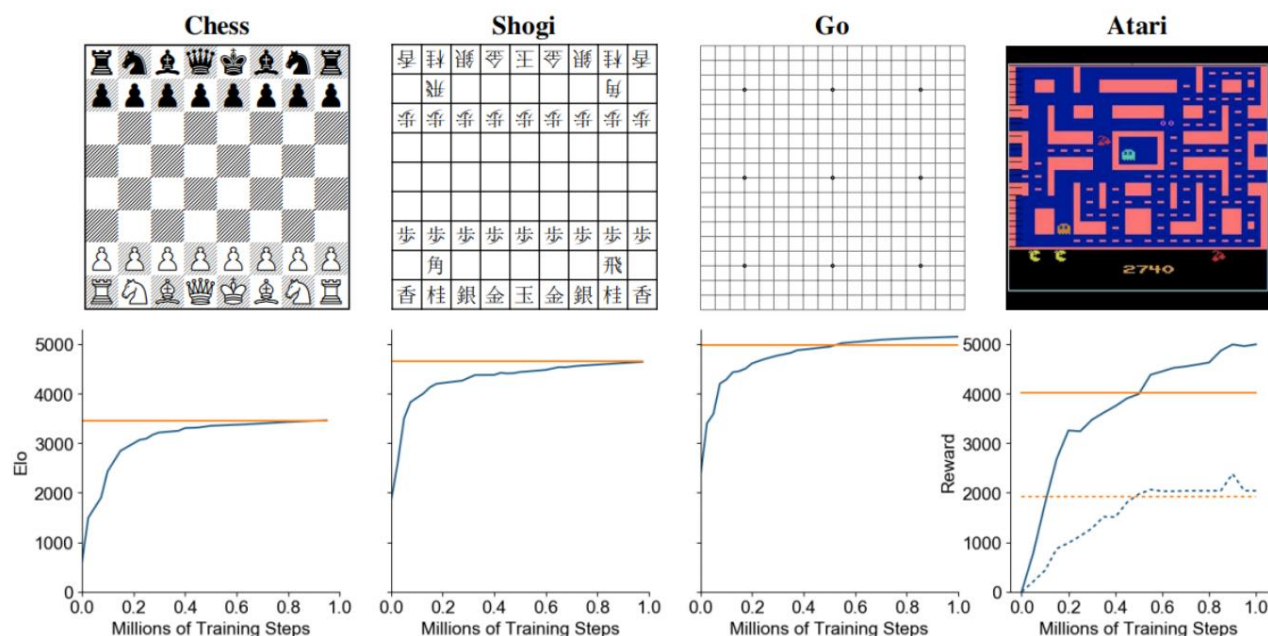 Chess
Shogi
Go
Atari
香 桂 銀 金 玉 金 銀 桂 香
飛 角
歩 歩 歩 歩 歩 歩 歩 歩 歩
歩 歩 歩 歩 歩 歩 歩 歩 歩
角 飛
香 桂 銀 金 玉 金 銀 桂 香
2740
Elo
5000
4000
3000
2000
1000
0
0.0 0.2 0.4 0.6 0.8 1.0
Millions of Training Steps
0.0 0.2 0.4 0.6 0.8 1.0
Millions of Training Steps
0.0 0.2 0.4 0.6 0.8 1.0
Millions of Training Steps
Reward
5000
4000
3000
2000
1000
0
0.0 0.2 0.4 0.6 0.8 1.0
Millions of Training Steps